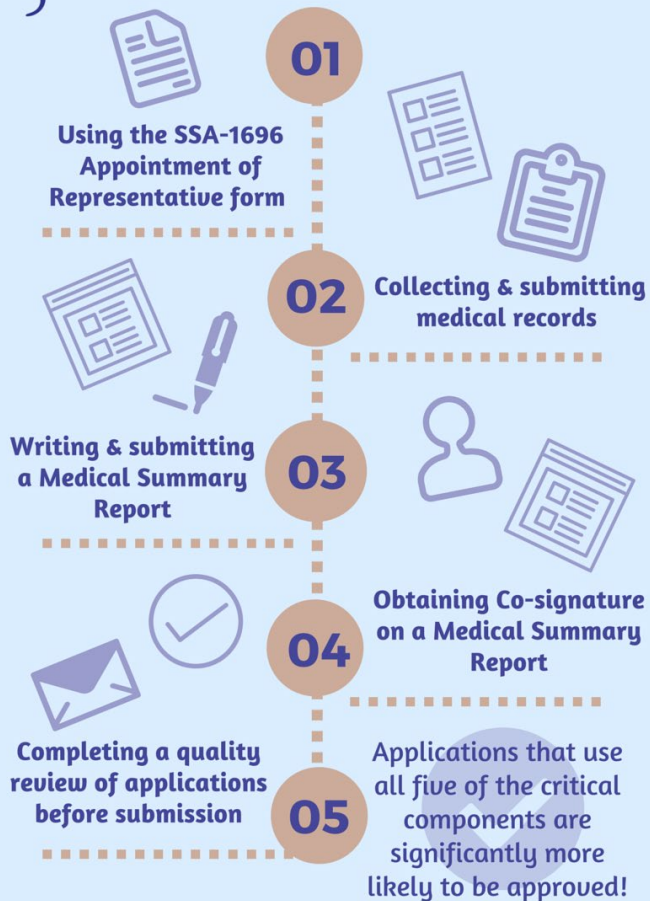 01
Using the SSA-1696
Appointment of
Representative form
02
Collecting & submitting
medical records
03
Writing & submitting
a Medical Summary
Report
04
Obtaining Co-signature
on a Medical Summary
Report
05
Completing a quality
review of applications
before submission
Applications that use
all five of the critical
components are
significantly more
likely to be approved!